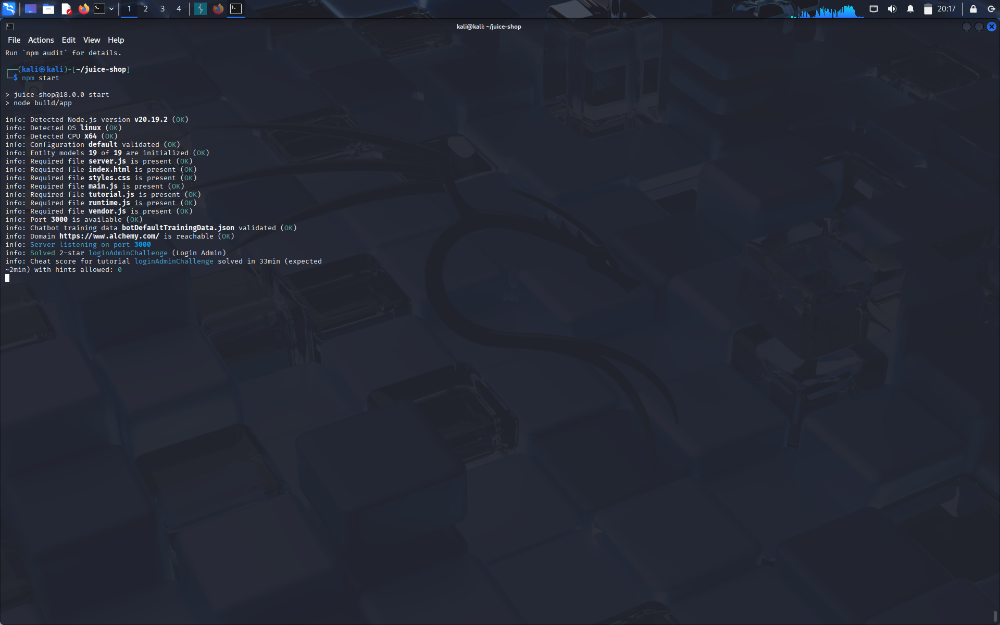 1 2 3 4
20:17
kali@kali: ~/juice-shop
File Actions Edit View Help
Run `npm audit` for details.
Home
┌──(kali㉿kali)-[~/juice-shop]
└─$ npm start
> juice-shop@18.0.0 start
> node build/app
File System
info: Detected Node.js version v20.19.2 (OK)
info: Detected OS linux (OK)
info: Detected CPU x64 (OK)
info: Configuration default validated (OK)
info: Entity models 19 of 19 are initialized (OK)
info: Required file server.js is present (OK)
info: Required file index.html is present (OK)
info: Required file styles.css is present (OK)
info: Required file main.js is present (OK)
info: Required file tutorial.js is present (OK)
info: Required file runtime.js is present (OK)
info: Required file vendor.js is present (OK)
info: Port 3000 is available (OK)
info: Chatbot training data botDefaultTrainingData.json validated (OK)
info: Domain https://www.alchemy.com/ is reachable (OK)
info: Server listening on port 3000
info: Solved 2-star loginAdminChallenge (Login Admin)
info: Cheat score for tutorial loginAdminChallenge solved in 33min (expected
~2min) with hints allowed: 0